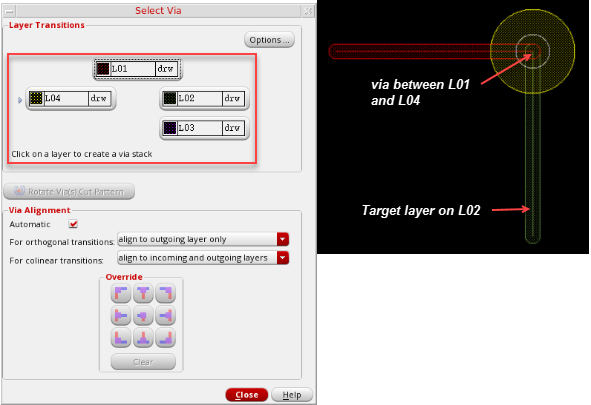 Select Via
Layer Transitions
Options ...
L01 drw
L04 drw
L02 drw
L03 drw
Click on a layer to create a via stack
Rotate Via(s) Cut Pattern
Via Alignment
Automatic
For orthogonal transitions: align to outgoing layer only
For colinear transitions: align to incoming and outgoing layers
Override
Clear
Close Help
via between L01
and L04
Target layer on L02